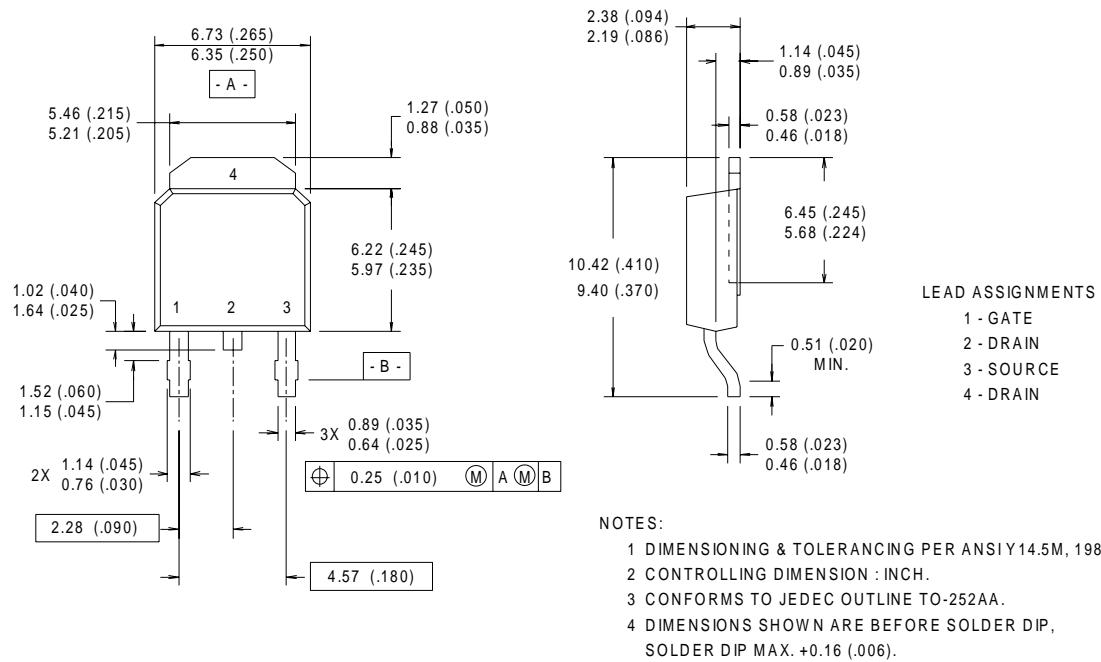 6.73 (.265)
6.35 (.250)
- A -
5.46 (.215)
5.21 (.205)
1.27 (.050)
0.88 (.035)
4
6.22 (.245)
5.97 (.235)
1.02 (.040)
1.64 (.025)
1 2 3
1.52 (.060)
1.15 (.045)
- B -
3X 0.89 (.035)
0.64 (.025)
2X 1.14 (.045)
0.76 (.030)
0.25 (.010) M A M B
2.28 (.090)
4.57 (.180)
2.38 (.094)
2.19 (.086)
1.14 (.045)
0.89 (.035)
0.58 (.023)
0.46 (.018)
6.45 (.245)
5.68 (.224)
10.42 (.410)
9.40 (.370)
0.51 (.020)
MIN.
0.58 (.023)
0.46 (.018)
LEAD ASSIGNMENTS
1 - GATE
2 - DRAIN
3 - SOURCE
4 - DRAIN
NOTES:
1 DIMENSIONING & TOLERANCING PER ANSI Y14.5M, 198
2 CONTROLLING DIMENSION : INCH.
3 CONFORMS TO JEDEC OUTLINE TO-252AA.
4 DIMENSIONS SHOWN ARE BEFORE SOLDER DIP,
SOLDER DIP MAX. +0.16 (.006).